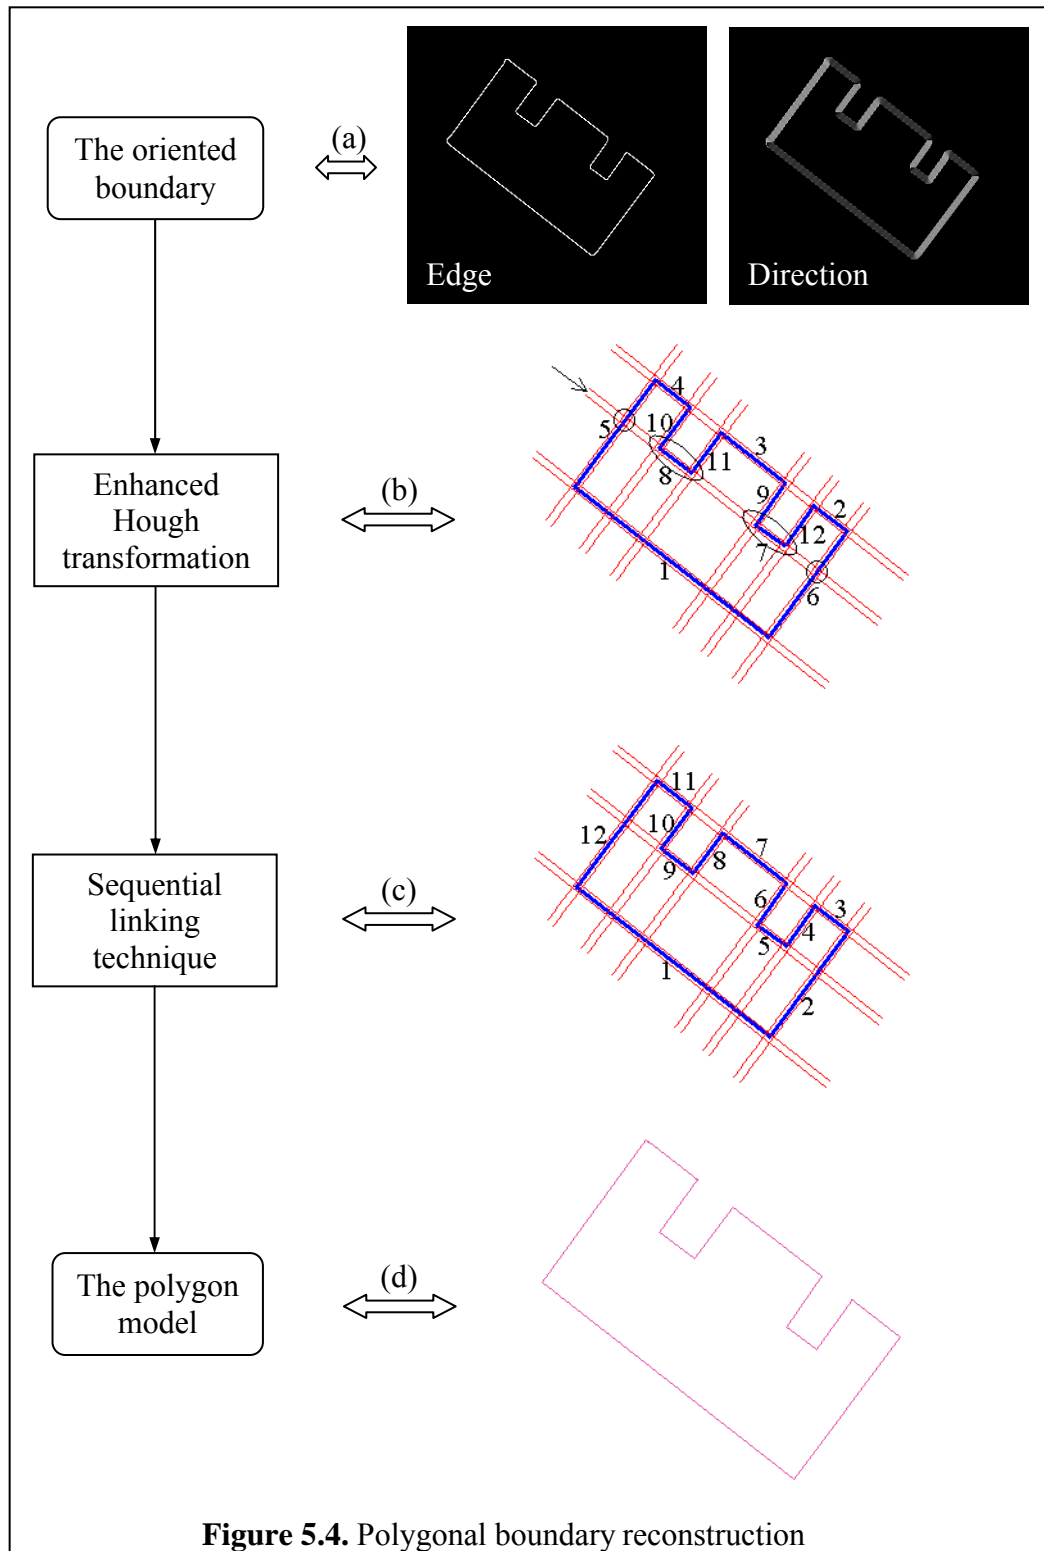 The oriented
boundary
(a)
Edge
Direction
Enhanced
Hough
transformation
(b)
4
5
10
3
11
8
9
2
12
7
1
6
Sequential
linking
technique
(c)
11
12
10
7
8
9
6
3
4
5
1
2
The polygon
model
(d)
Figure 5.4. Polygonal boundary reconstruction